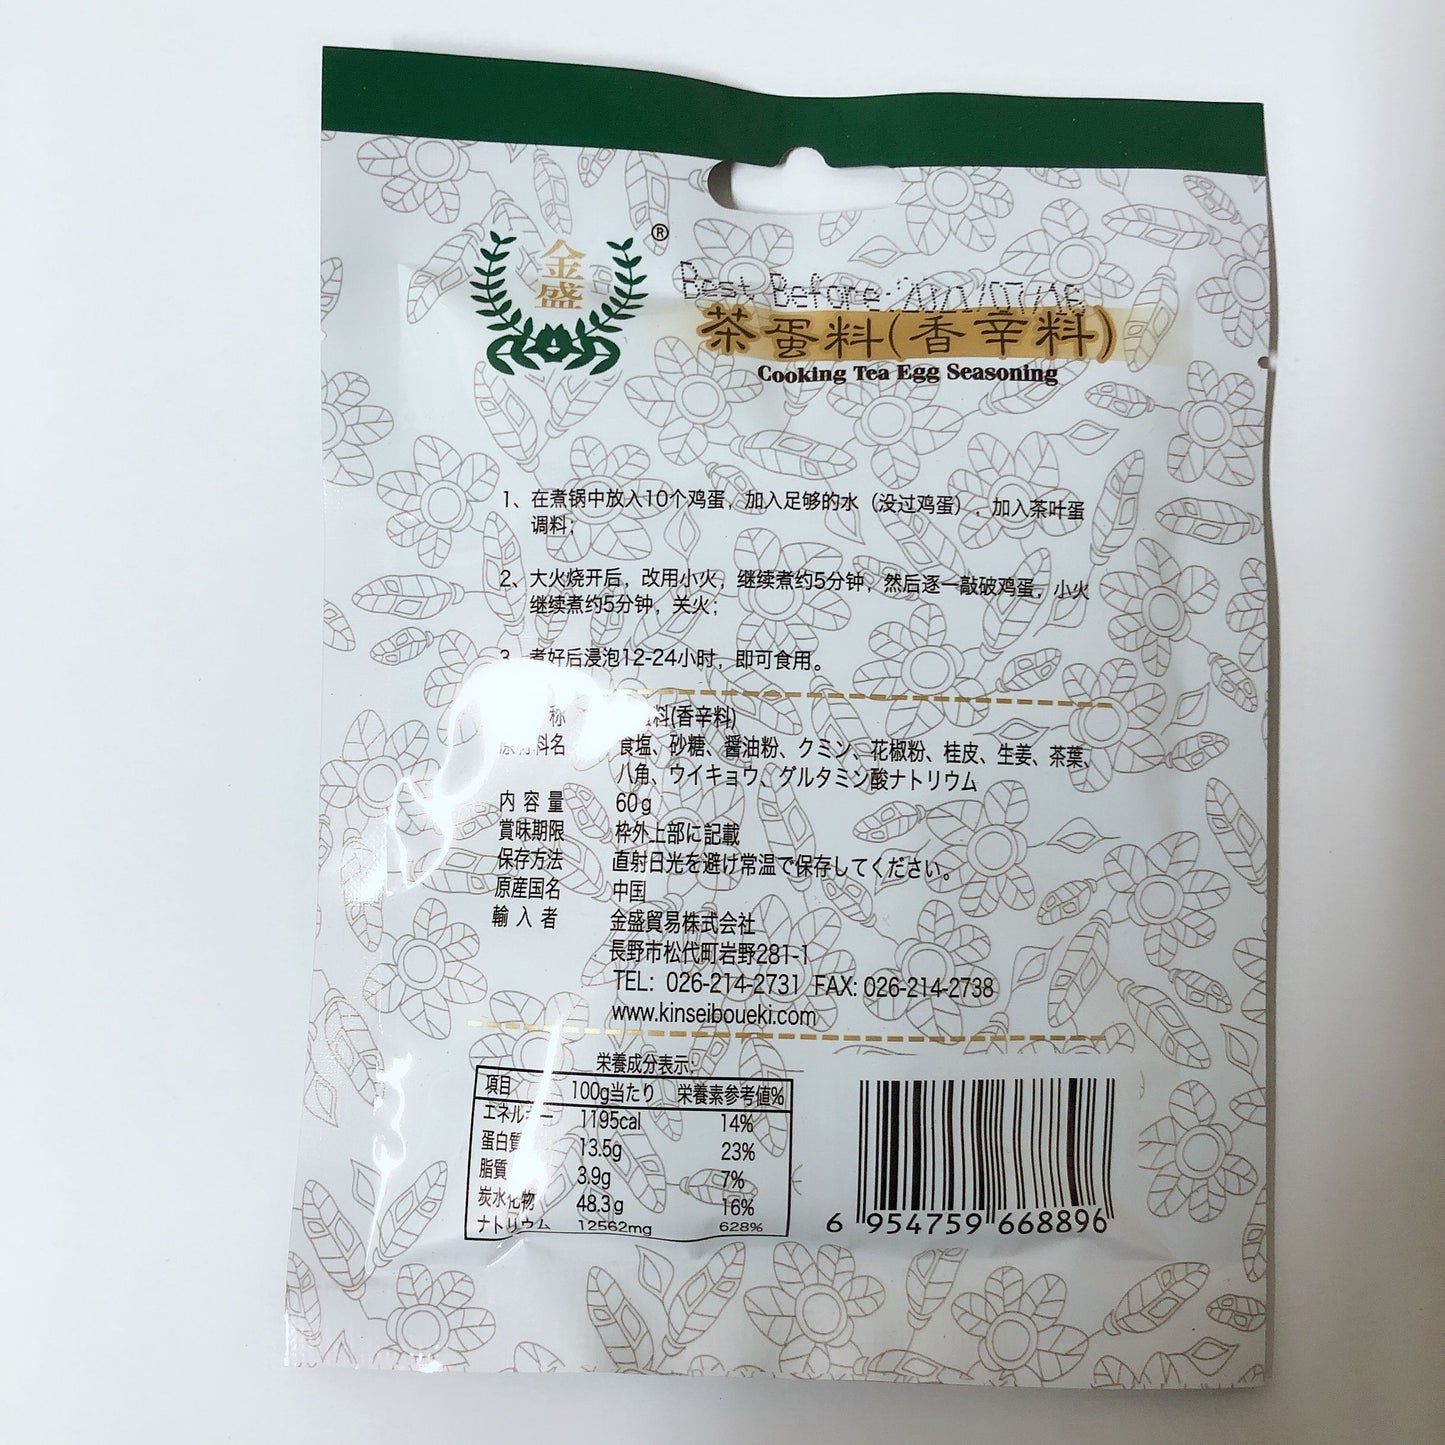 金盛
®
Best Before:2021/07/16
茶蛋料(香辛料)
Cooking Tea Egg Seasoning
1、在煮锅中放入10个鸡蛋，加入足够的水（没过鸡蛋），加入茶叶蛋
调料；
2、大火烧开后，改用小火，继续煮约5分钟，然后逐一敲破鸡蛋，小火
继续煮约5分钟，关火；
3、煮好后浸泡12-24小时，即可食用。
称 料(香辛料)
原材料名 食塩、砂糖、醤油粉、クミン、花椒粉、桂皮、生姜、茶葉、
八角、ウイキョウ、グルタミン酸ナトリウム
内容量 60g
賞味期限 枠外上部に記載
保存方法 直射日光を避け常温で保存してください。
原産国名 中国
輸入者 金盛貿易株式会社
長野市松代町岩野281-1
TEL: 026-214-2731 FAX: 026-214-2738
www.kinseiboueki.com
栄養成分表示:
項目 100g当たり 栄養素参考値%
エネルギー 1195cal 14%
蛋白質 13.5g 23%
脂質 3.9g 7%
炭水化物 48.3g 16%
ナトリウム 12562mg 628%
6 954759 668896